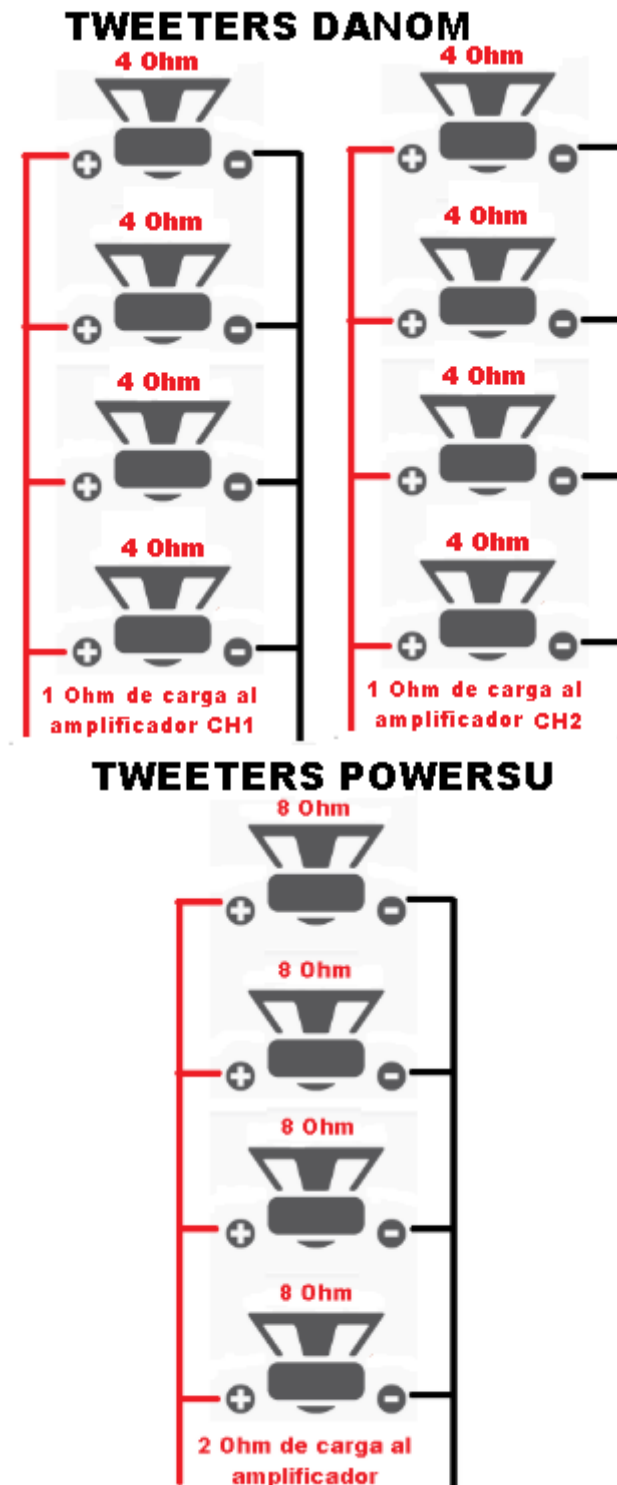 TWEETERS DANOM
4 Ohm
4 Ohm
4 Ohm
4 Ohm
1 Ohm de carga al
amplificador CH1
4 Ohm
4 Ohm
4 Ohm
4 Ohm
1 Ohm de carga al
amplificador CH2
TWEETERS POWERSU
8 Ohm
8 Ohm
8 Ohm
8 Ohm
2 Ohm de carga al
amplificador